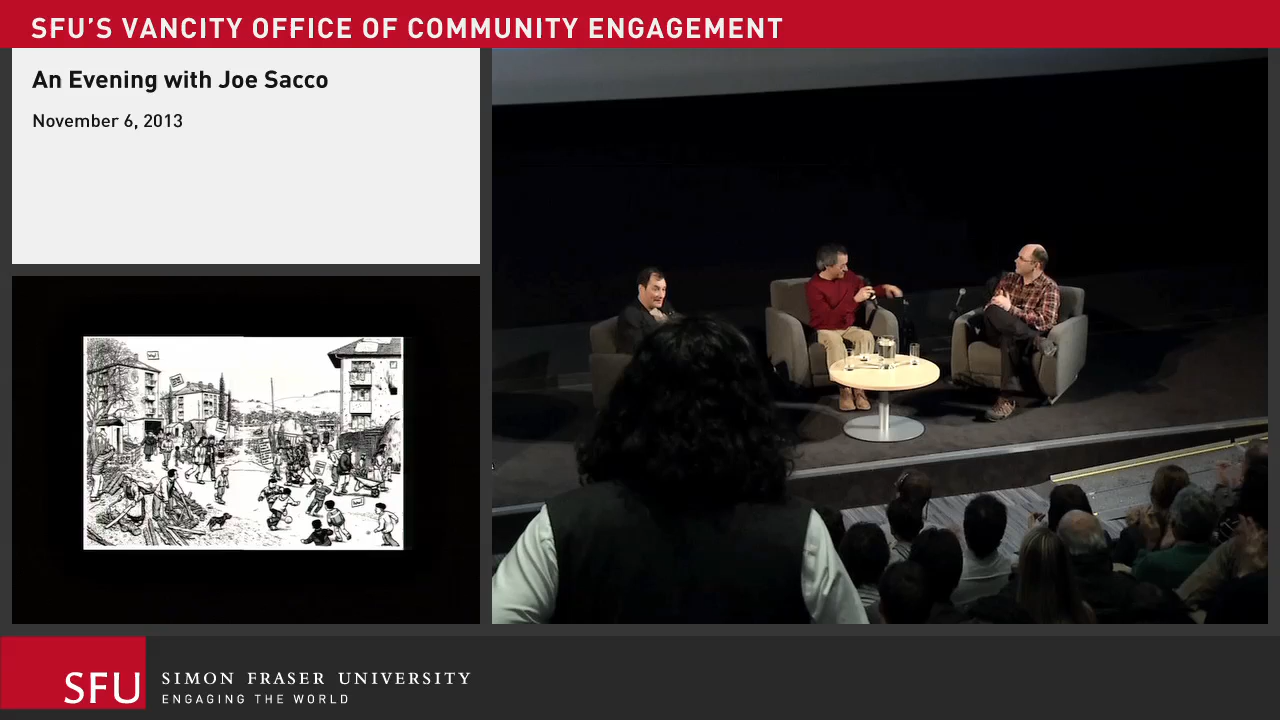 SFU'S VANCITY OFFICE OF COMMUNITY ENGAGEMENT
An Evening with Joe Sacco
November 6, 2013
SFU
SIMON FRASER UNIVERSITY
ENGAGING THE WORLD